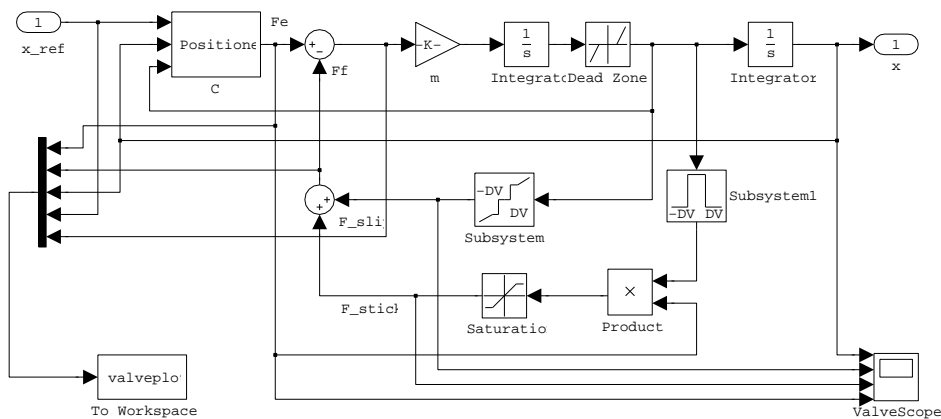 1
x_ref
Positione
C
Fe
+
−
Ff
-K-
m
1
s
Integrato
Dead Zone
1
s
Integrator
1
x
-DV
DV
Subsystem
-DV DV
Subsystem1
+
+
F_sli
F_stick
Saturatio
×
Product
valveplo
To Workspace
ValveScope